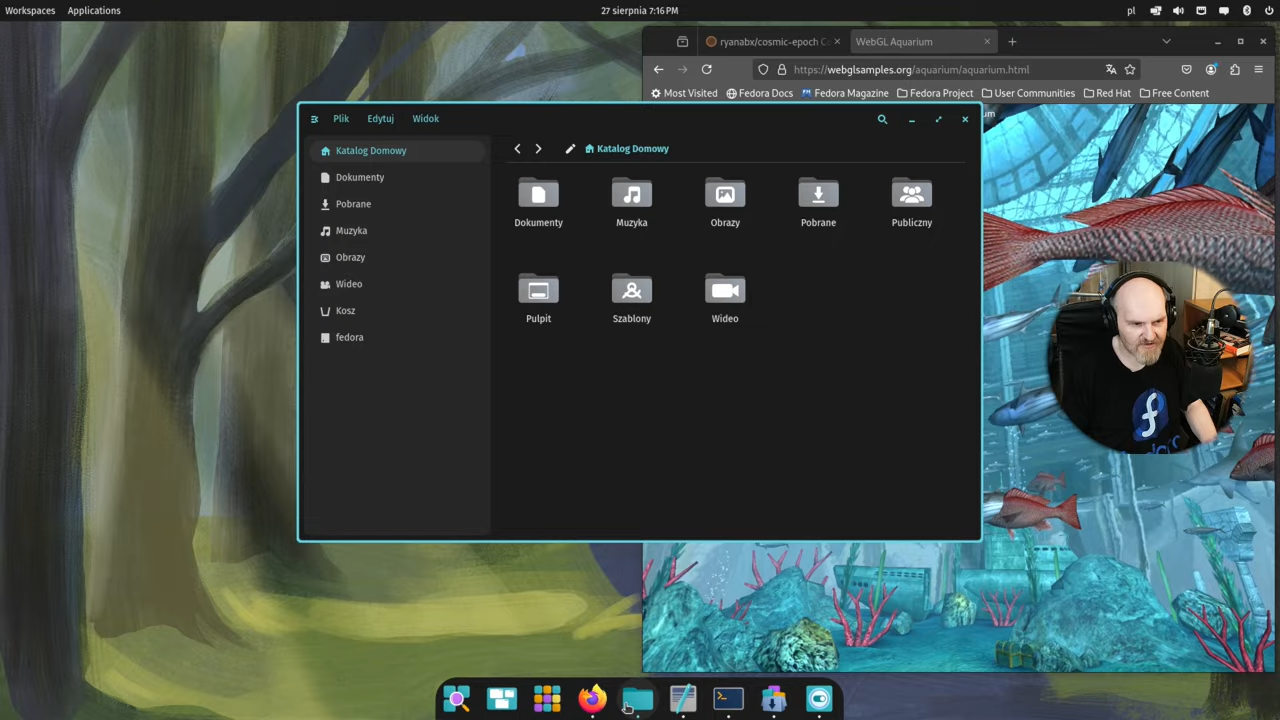 Workspaces Applications 27 sierpnia 7:16 PM pl
ryanabx/cosmic-epoch Co
WebGL Aquarium
https://webglsamples.org/aquarium/aquarium.html
Most Visited Fedora Docs Fedora Magazine Fedora Project User Communities Red Hat Free Content
Plik Edytuj Widok
Katalog Domowy
Dokumenty
Pobrane
Muzyka
Obrazy
Wideo
Kosz
fedora
Katalog Domowy
Dokumenty Muzyka Obrazy Pobrane Publiczny
Pulpit Szablony Wideo